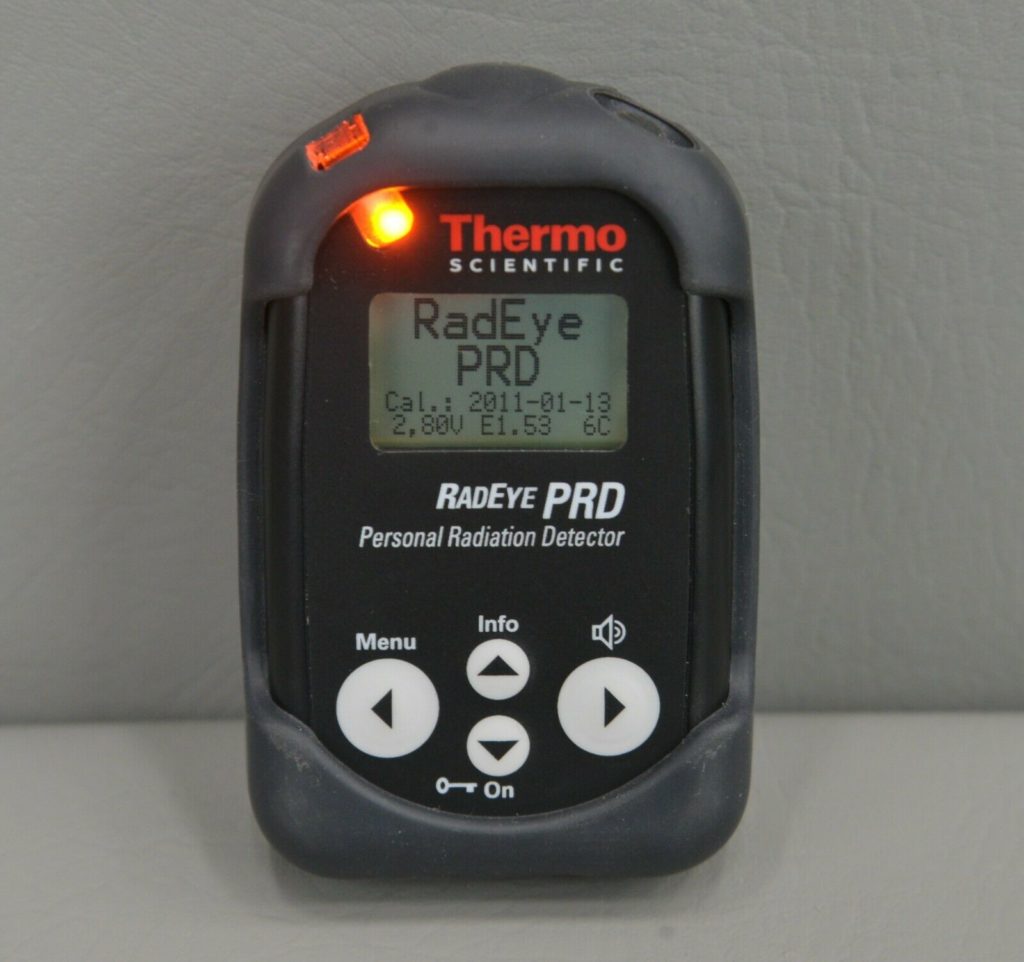 Thermo
SCIENTIFIC
RadEye
PRD
Cal.: 2011-01-13
2,80V E1.53 6C
RADEYE PRD
Personal Radiation Detector
Info
Menu
On